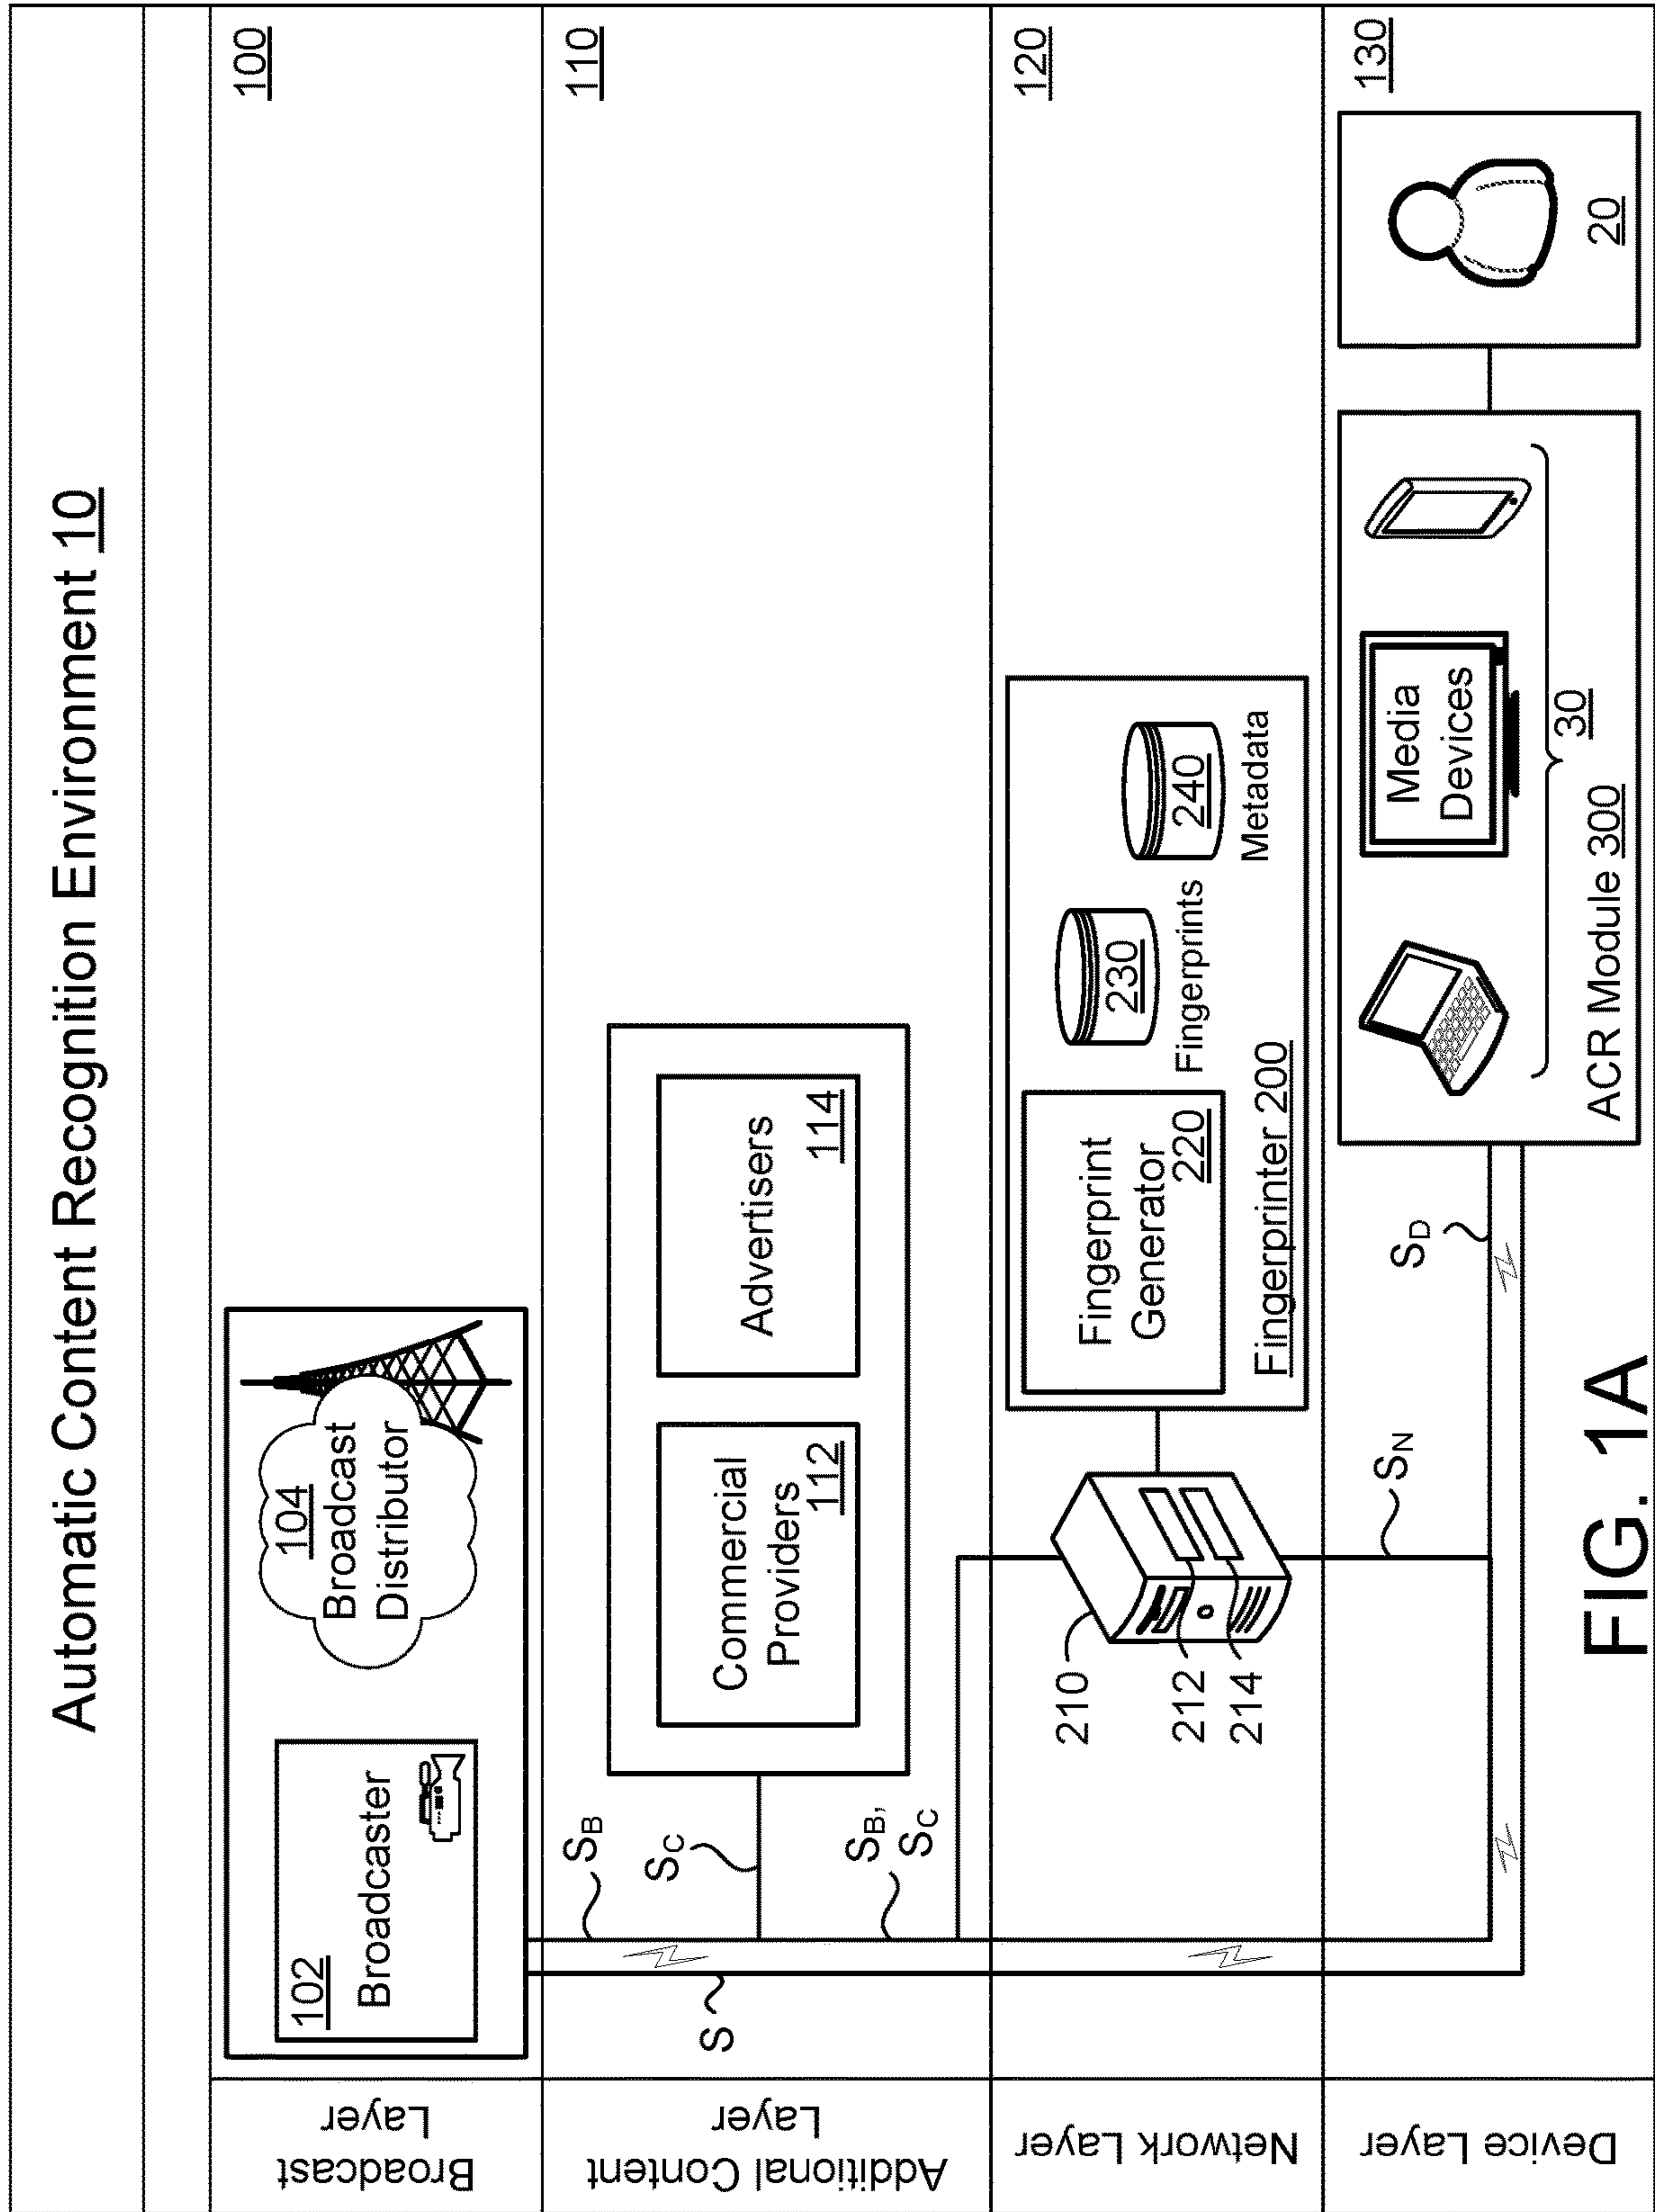 Automatic Content Recognition Environment 10
Broadcast
Layer
100
102
Broadcaster
104
Broadcast
Distributor
Additional Content
Layer
110
S
SB
SC
SB,
SC
Commercial
Providers
112
Advertisers
114
Network Layer
120
210
212
214
Fingerprint
Generator
220
230
Fingerprints
240
Metadata
Fingerprinter 200
SN
Device Layer
130
SD
Media
Devices
30
ACR Module 300
20
FIG. 1A